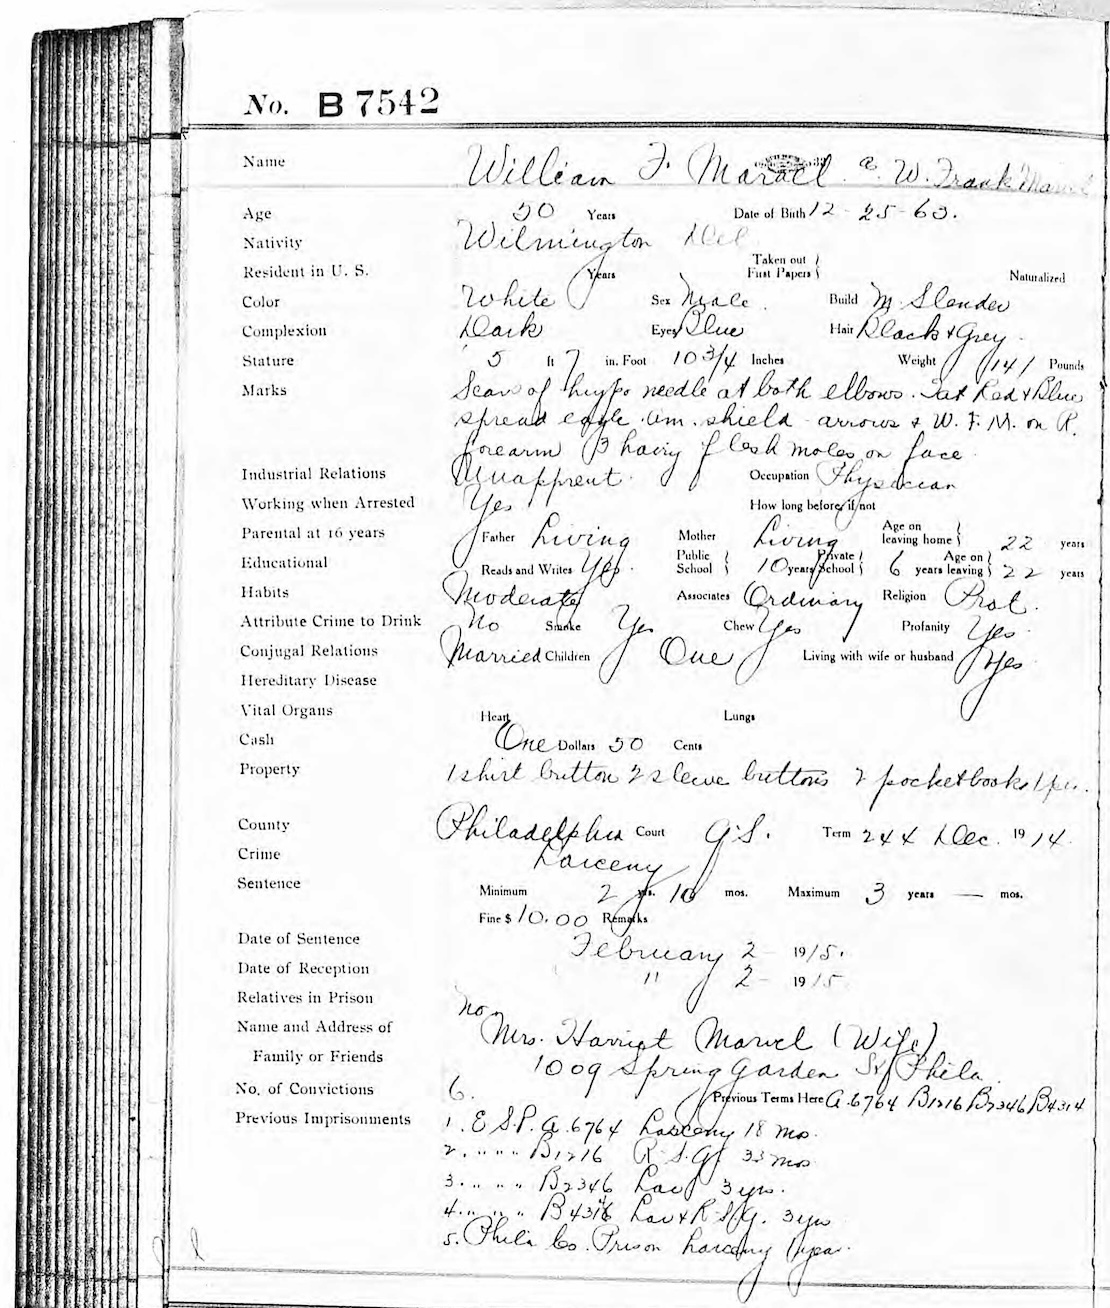 No. B 7542
Name William F. Marvel. a. W. Frank Marvel
Age 50 Years Date of Birth 12 - 25 - 63.
Nativity Wilmington Del
Resident in U. S. Years Taken out First Papers Naturalized
Color White Sex Male Build M Slender
Complexion Dark Eyes Blue Hair Black & Grey
Stature 5 ft 7 in. Foot 10 3/4 Inches Weight 141 Pounds
Marks Scars of hypo needle at both elbows. Tat Red & Blue
spread eagle Am. shield - arrows & W. F. M. on R.
forearm 3 hairy flesh moles on face
Industrial Relations Unapprent. Occupation Physician
Working when Arrested Yes How long before, if not
Parental at 16 years Father Living Mother Living Age on leaving home 22 years
Educational Reads and Writes Yes. Public School 10 years Private School 6 years Age on leaving 22 years
Habits Moderate Associates Ordinary Religion Prot.
Attribute Crime to Drink No Smoke Yes Chew Yes Profanity Yes
Conjugal Relations Married Children One Living with wife or husband Yes
Hereditary Disease
Vital Organs Heart Lungs
Cash One Dollars 50 Cents
Property 1 shirt button 2 sleeve buttons 2 pocketbooks 1
County Philadelphia Court Q.S. Term Dec. 1914.
Crime Larceny
Sentence Minimum 2 yrs. 10 mos. Maximum 3 years — mos.
Fine $ 10.00 Remarks
Date of Sentence February 2 - 1915.
Date of Reception " 2 - 1915
Relatives in Prison no
Name and Address of Mrs. Harriet Marvel (Wife)
Family or Friends 1009 Spring Garden St Phila
No. of Convictions 6. Previous Terms Here A.6764 B1216 B2346 B4314
Previous Imprisonments 1. E S.P. A.6764 Larceny 18 mo.
2. " " " B1216 R.S.G. 33 mos
3. " " " B2346 Lar 3 yrs.
4. " " " Lar & R.S.G. 3 yrs
5. Phila Co. Prison Larceny 1 year.